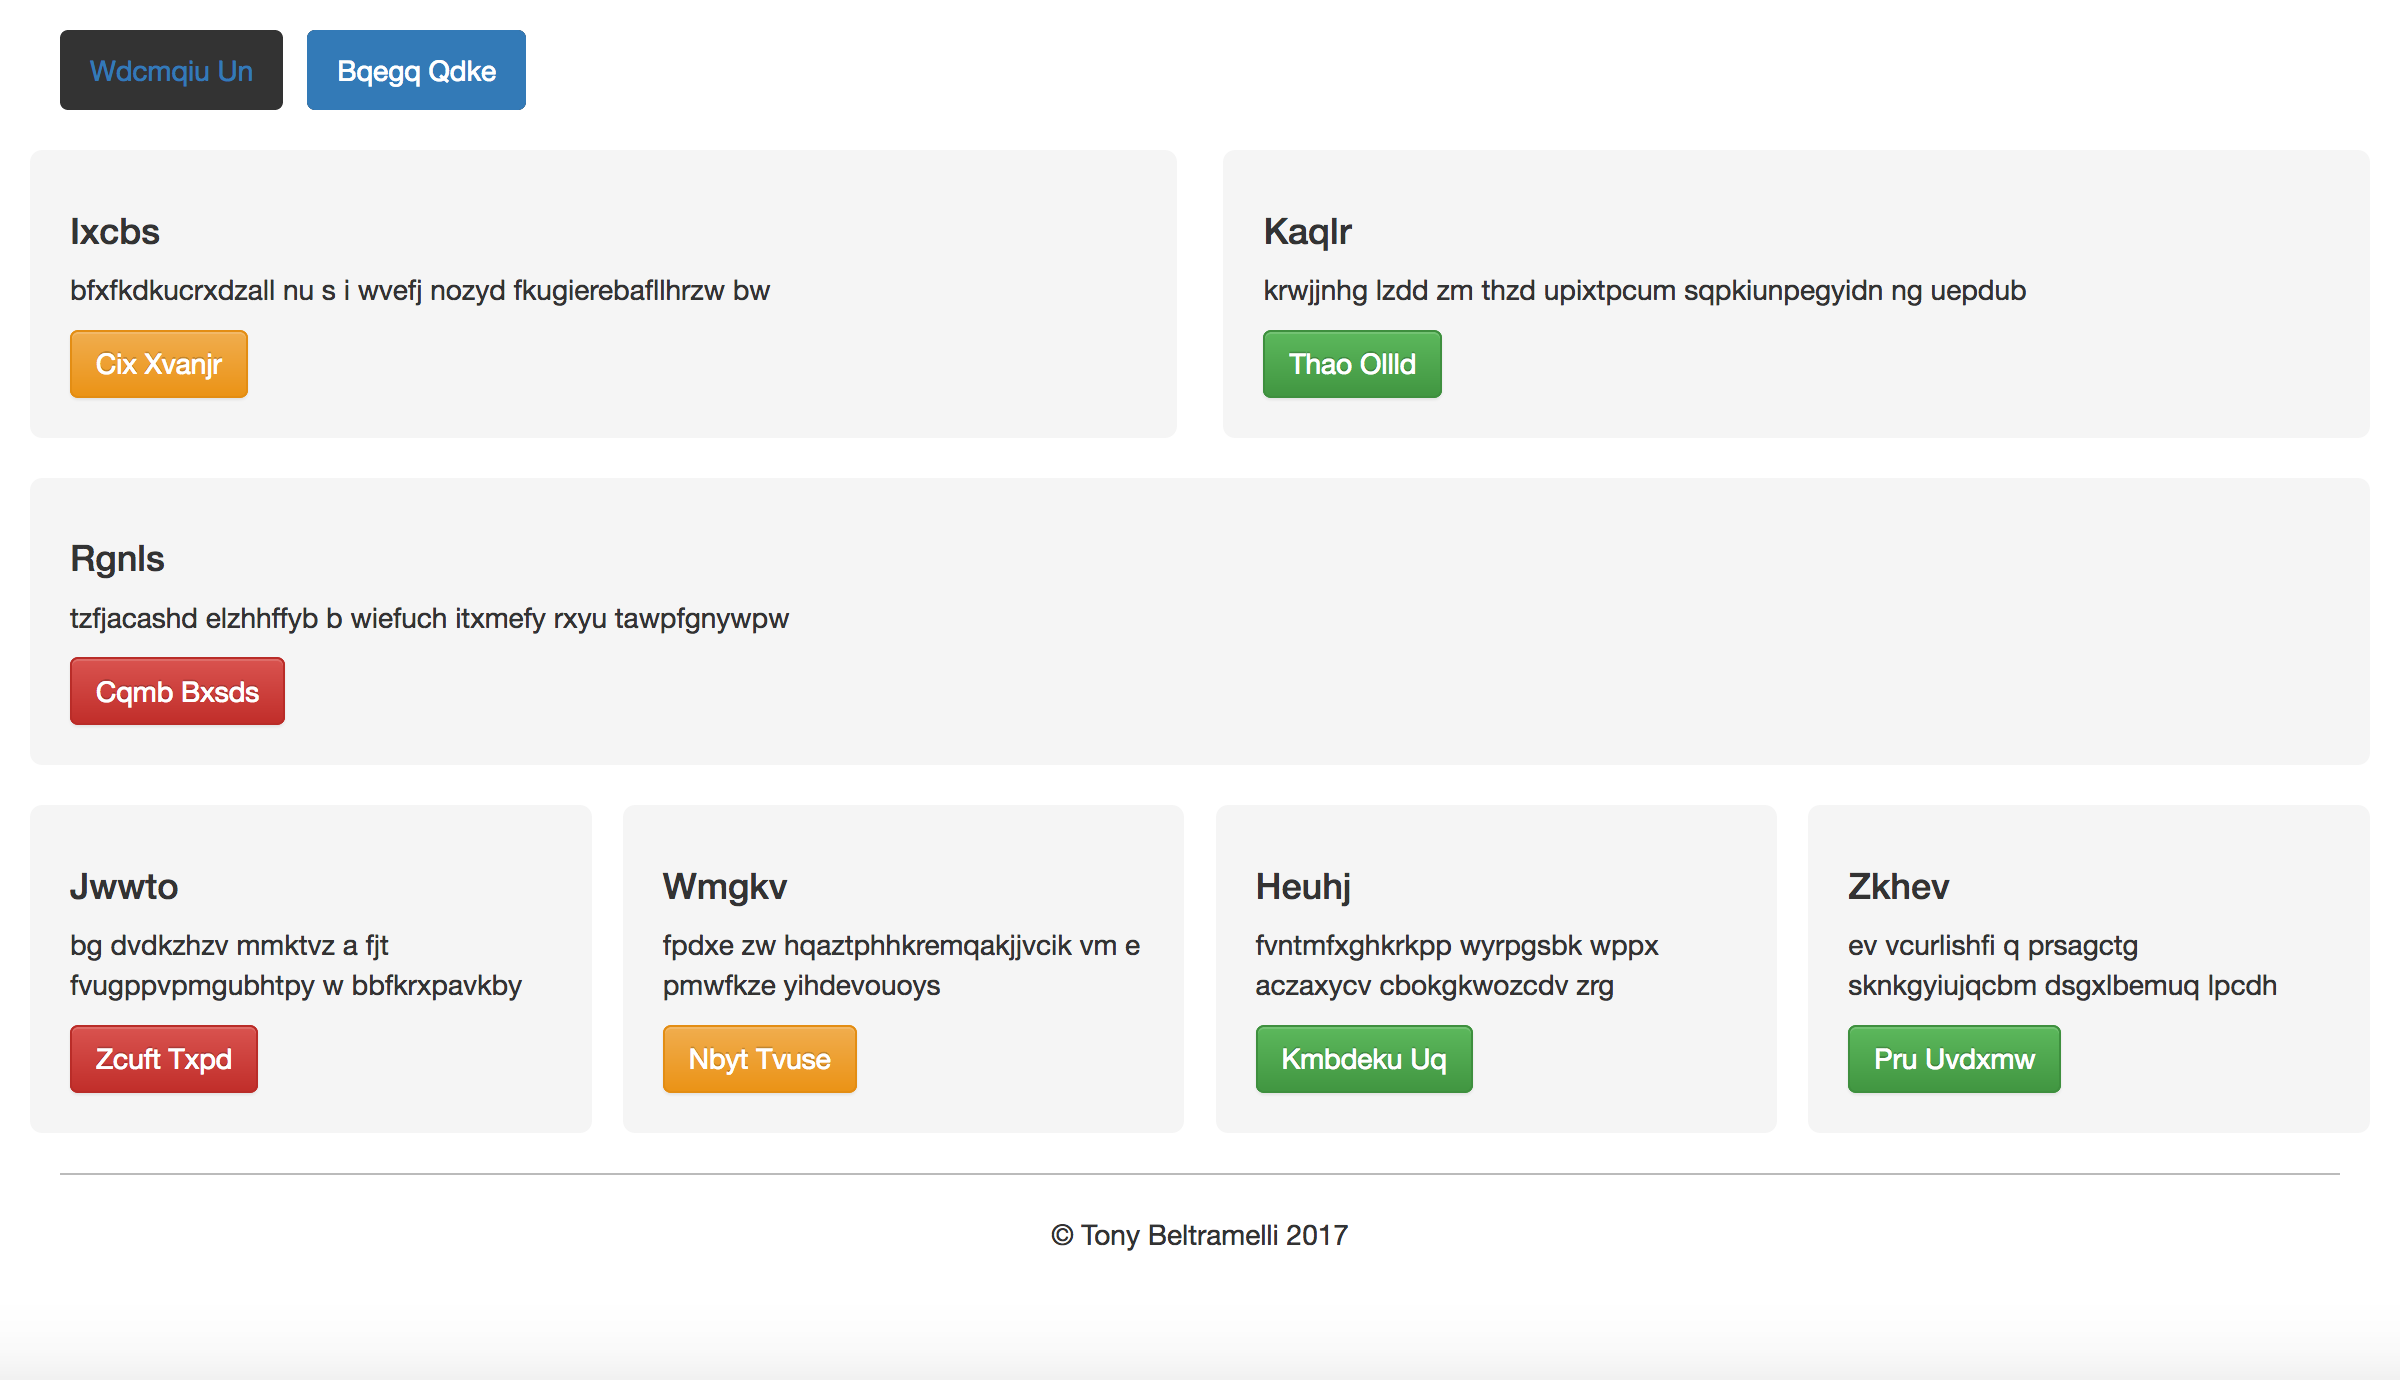 Wdcmqiu Un
Bqegq Qdke
Ixcbs
bfxfkdkucrxdzall nu s i wvefj nozyd fkugierebafllhrzw bw
Cix Xvanjr
Kaqlr
krwjjnhg lzdd zm thzd upixtpcum sqpkiunpegyidn ng uepdub
Thao Ollld
Rgnls
tzfjacashd elzhhffyb b wiefuch itxmefy rxyu tawpfgnywpw
Cqmb Bxsds
Jwwto
bg dvdkzhzv mmktvz a fjt
fvugppvpmgubhtpy w bbfkrxpavkby
Zcuft Txpd
Wmgkv
fpdxe zw hqaztphhkremqakjjvcik vm e
pmwfkze yihdevouoys
Nbyt Tvuse
Heuhj
fvntmfxghkrkpp wyrpgsbk wppx
aczaxycv cbokgkwozcdv zrg
Kmbdeku Uq
Zkhev
ev vcurlishfi q prsagctg
sknkgyiujqcbm dsgxlbemuq lpcdh
Pru Uvdxmw
© Tony Beltramelli 2017